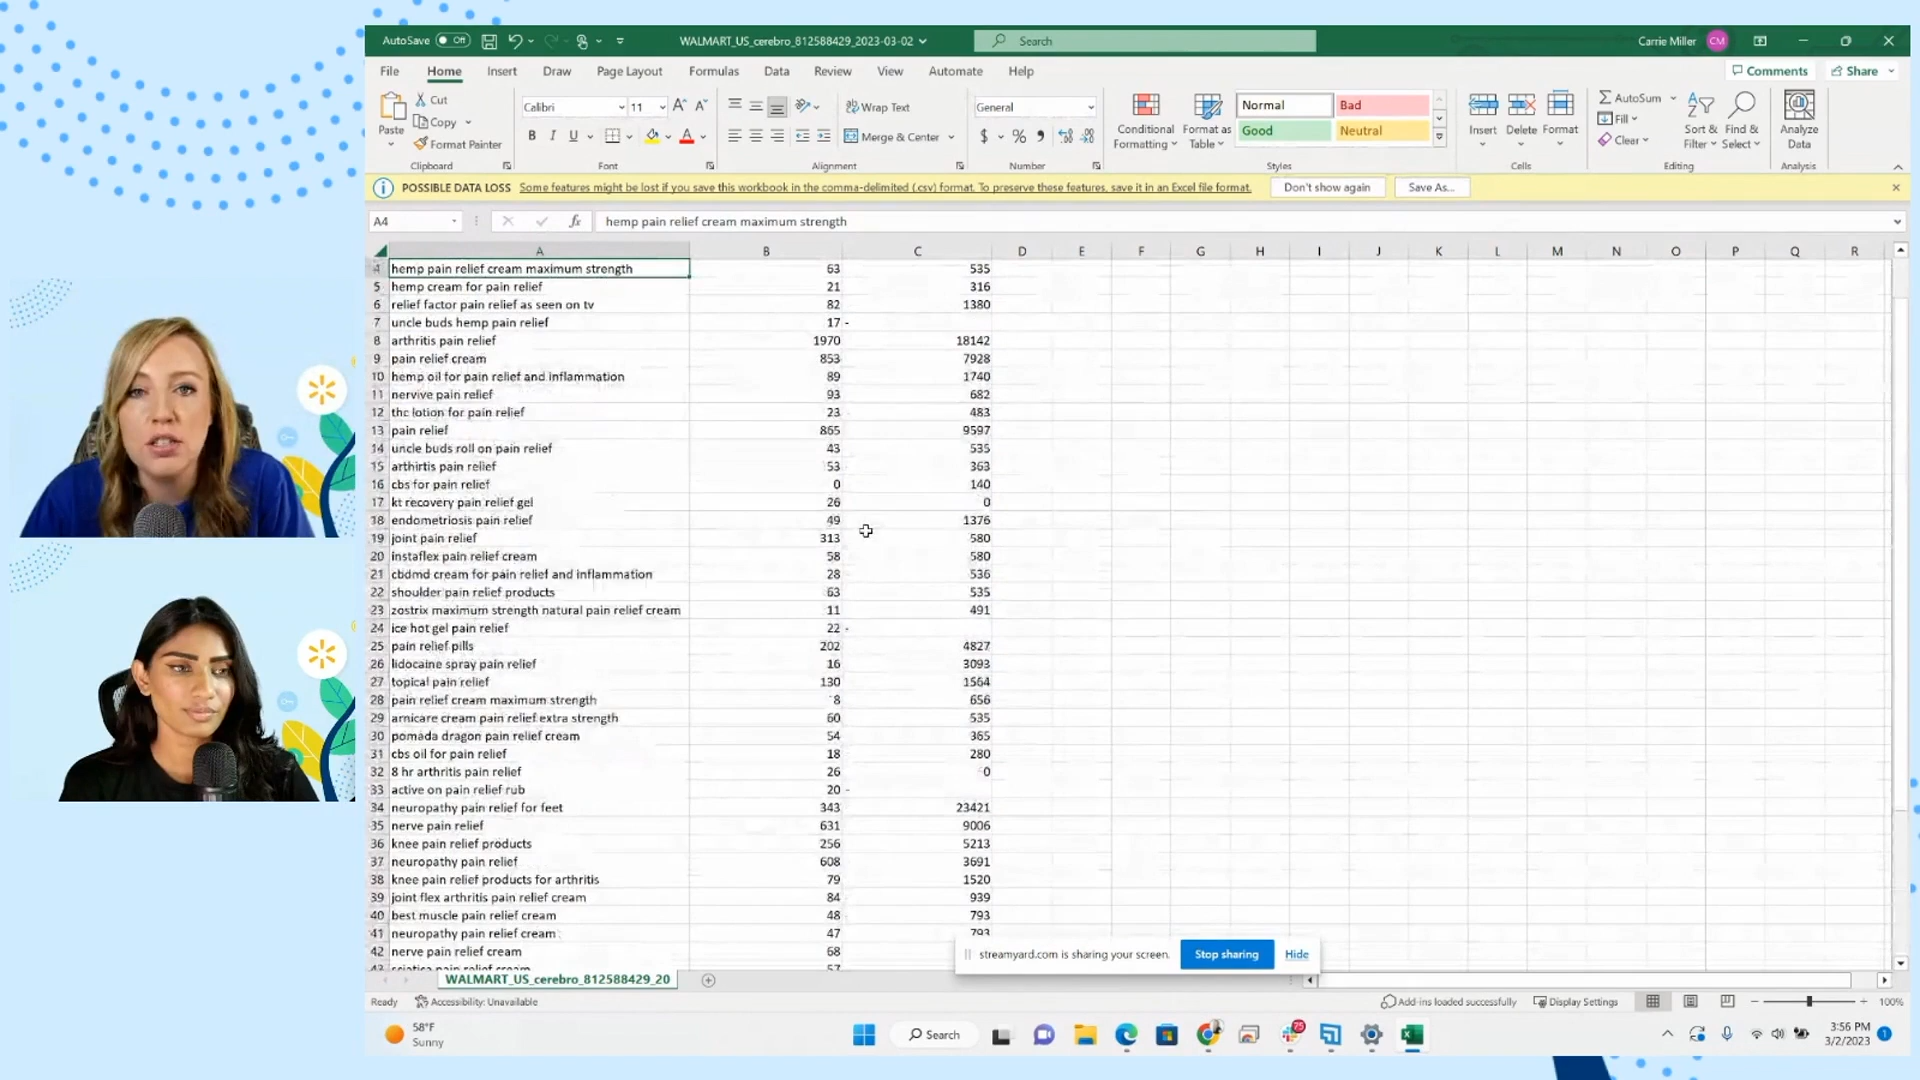 AutoSave Off
WALMART_US_cerebro_812588429_2023-03-02
Search
Carrie Miller CM
File Home Insert Draw Page Layout Formulas Data Review View Automate Help
Comments Share
Paste
Cut
Copy
Format Painter
Clipboard
Calibri 11
B I U
Font
Wrap Text
Merge & Center
Alignment
General
Number
Conditional Formatting
Format as Table
Normal Bad
Good Neutral
Styles
Insert Delete Format
Cells
AutoSum
Fill
Clear
Sort & Filter
Find & Select
Editing
Analyze Data
Analysis
POSSIBLE DATA LOSS Some features might be lost if you save this workbook in the comma-delimited (.csv) format. To preserve these features, save it in an Excel file format. Don't show again Save As...
A4 fx hemp pain relief cream maximum strength
A B C D E F G H I J K L M N O P Q R
4 hemp pain relief cream maximum strength 63 535
5 hemp cream for pain relief 21 316
6 relief factor pain relief as seen on tv 82 1380
7 uncle buds hemp pain relief 17 -
8 arthritis pain relief 1970 18142
9 pain relief cream 853 7928
10 hemp oil for pain relief and inflammation 89 1740
11 nervive pain relief 93 682
12 thc lotion for pain relief 23 483
13 pain relief 865 9597
14 uncle buds roll on pain relief 43 535
15 arthirtis pain relief 53 363
16 cbs for pain relief 0 140
17 kt recovery pain relief gel 26 0
18 endometriosis pain relief 49 1376
19 joint pain relief 313 580
20 instaflex pain relief cream 58 580
21 cbdmd cream for pain relief and inflammation 28 536
22 shoulder pain relief products 63 535
23 zostrix maximum strength natural pain relief cream 11 491
24 ice hot gel pain relief 22 -
25 pain relief pills 202 4827
26 lidocaine spray pain relief 16 3093
27 topical pain relief 130 1564
28 pain relief cream maximum strength 8 656
29 arnicare cream pain relief extra strength 60 535
30 pomada dragon pain relief cream 54 365
31 cbs oil for pain relief 18 280
32 8 hr arthritis pain relief 26 0
33 active on pain relief rub 20 -
34 neuropathy pain relief for feet 343 23421
35 nerve pain relief 631 9006
36 knee pain relief products 256 5213
37 neuropathy pain relief 608 3691
38 knee pain relief products for arthritis 79 1520
39 joint flex arthritis pain relief cream 84 939
40 best muscle pain relief cream 48 793
41 neuropathy pain relief cream 47 793
42 nerve pain relief cream 68
43 sciatica pain relief cream 57
streamyard.com is sharing your screen. Stop sharing Hide
WALMART_US_cerebro_812588429_20
Ready Accessibility: Unavailable
Add-ins loaded successfully Display Settings 100%
58°F
Sunny
Search
75
3:56 PM
3/2/2023
1